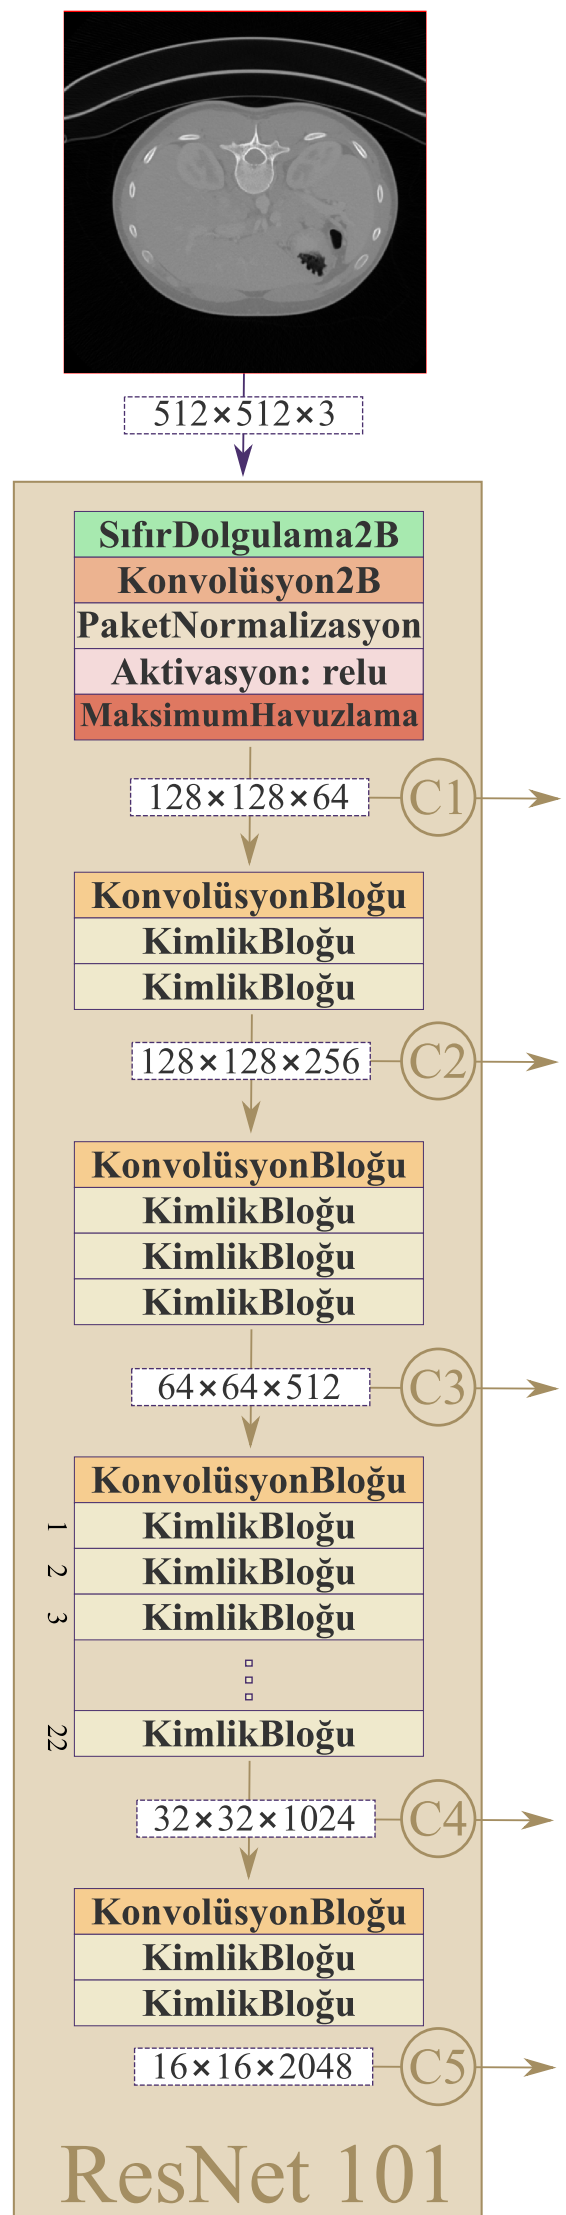 512×512×3
SıfırDolgulama2B
Konvolüsyon2B
PaketNormalizasyon
Aktivasyon: relu
MaksimumHavuzlama
128×128×64
C1
KonvolüsyonBloğu
KimlikBloğu
KimlikBloğu
128×128×256
C2
KonvolüsyonBloğu
KimlikBloğu
KimlikBloğu
KimlikBloğu
64×64×512
C3
KonvolüsyonBloğu
1
KimlikBloğu
2
KimlikBloğu
3
KimlikBloğu
22
KimlikBloğu
32×32×1024
C4
KonvolüsyonBloğu
KimlikBloğu
KimlikBloğu
16×16×2048
C5
ResNet 101